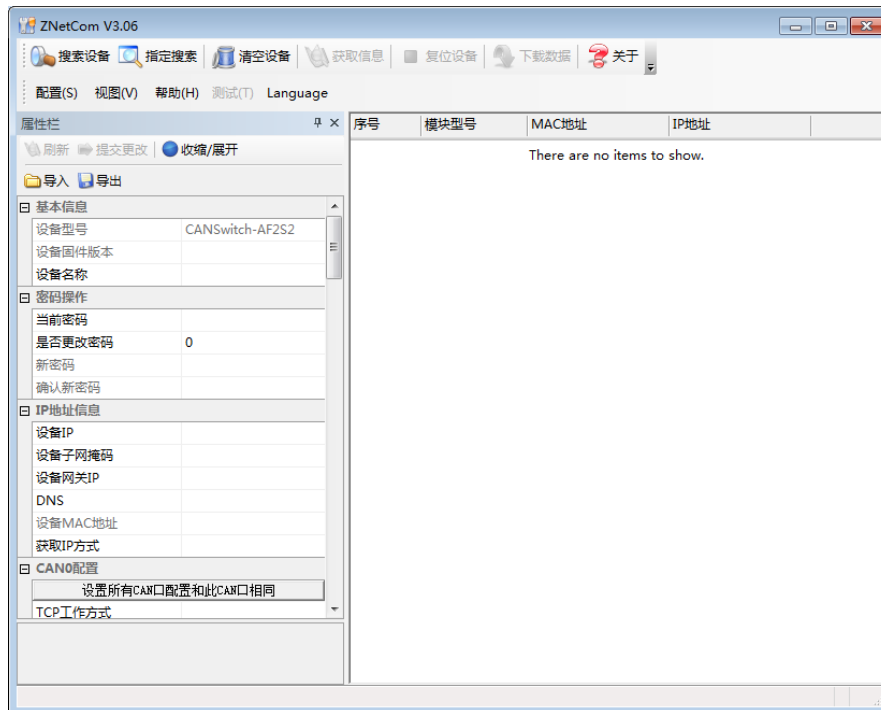 ZNetCom V3.06
搜索设备 指定搜索 清空设备 获取信息 复位设备 下载数据 关于
配置(S) 视图(V) 帮助(H) 测试(T) Language
属性栏
序号 模块型号 MAC地址 IP地址
刷新 提交更改 收缩/展开
There are no items to show.
导入 导出
基本信息
设备型号 CANSwitch-AF2S2
设备固件版本
设备名称
密码操作
当前密码
是否更改密码 0
新密码
确认新密码
IP地址信息
设备IP
设备子网掩码
设备网关IP
DNS
设备MAC地址
获取IP方式
CAN0配置
设置所有CAN口配置和此CAN口相同
TCP工作方式